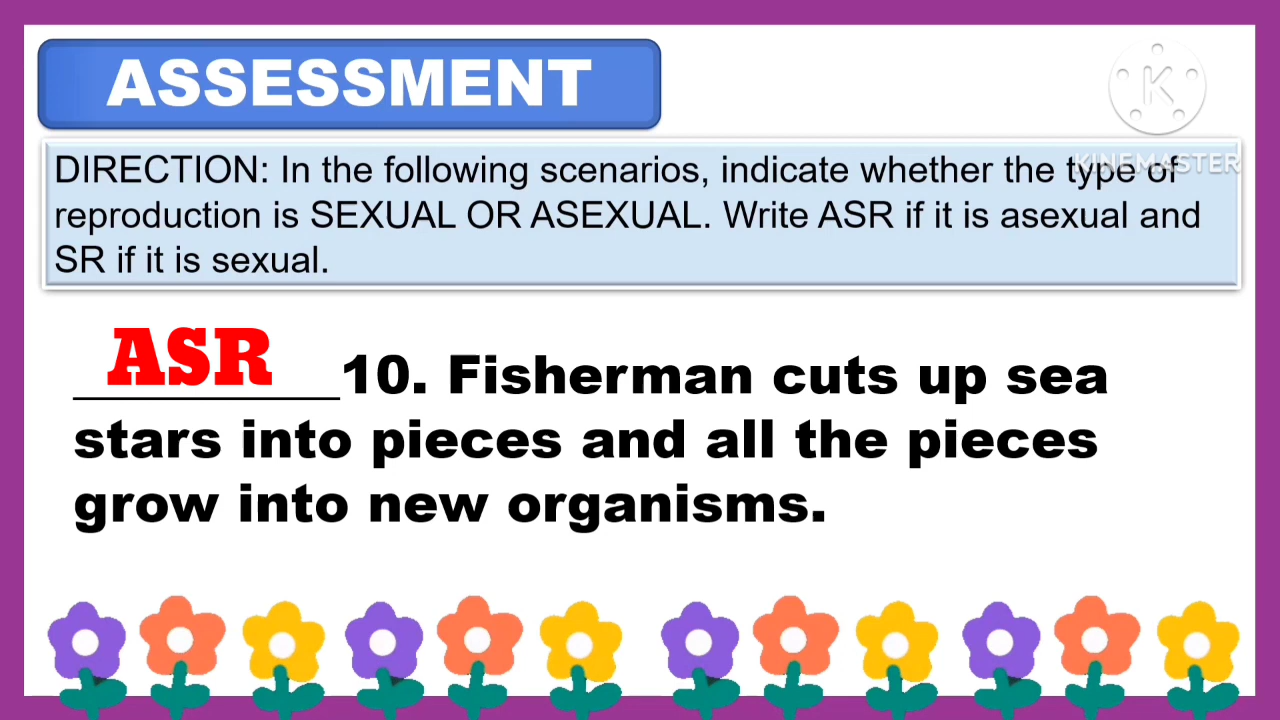 ASSESSMENT
K
KINEMASTER
DIRECTION: In the following scenarios, indicate whether the type of
reproduction is SEXUAL OR ASEXUAL. Write ASR if it is asexual and
SR if it is sexual.
ASR 10. Fisherman cuts up sea
stars into pieces and all the pieces
grow into new organisms.